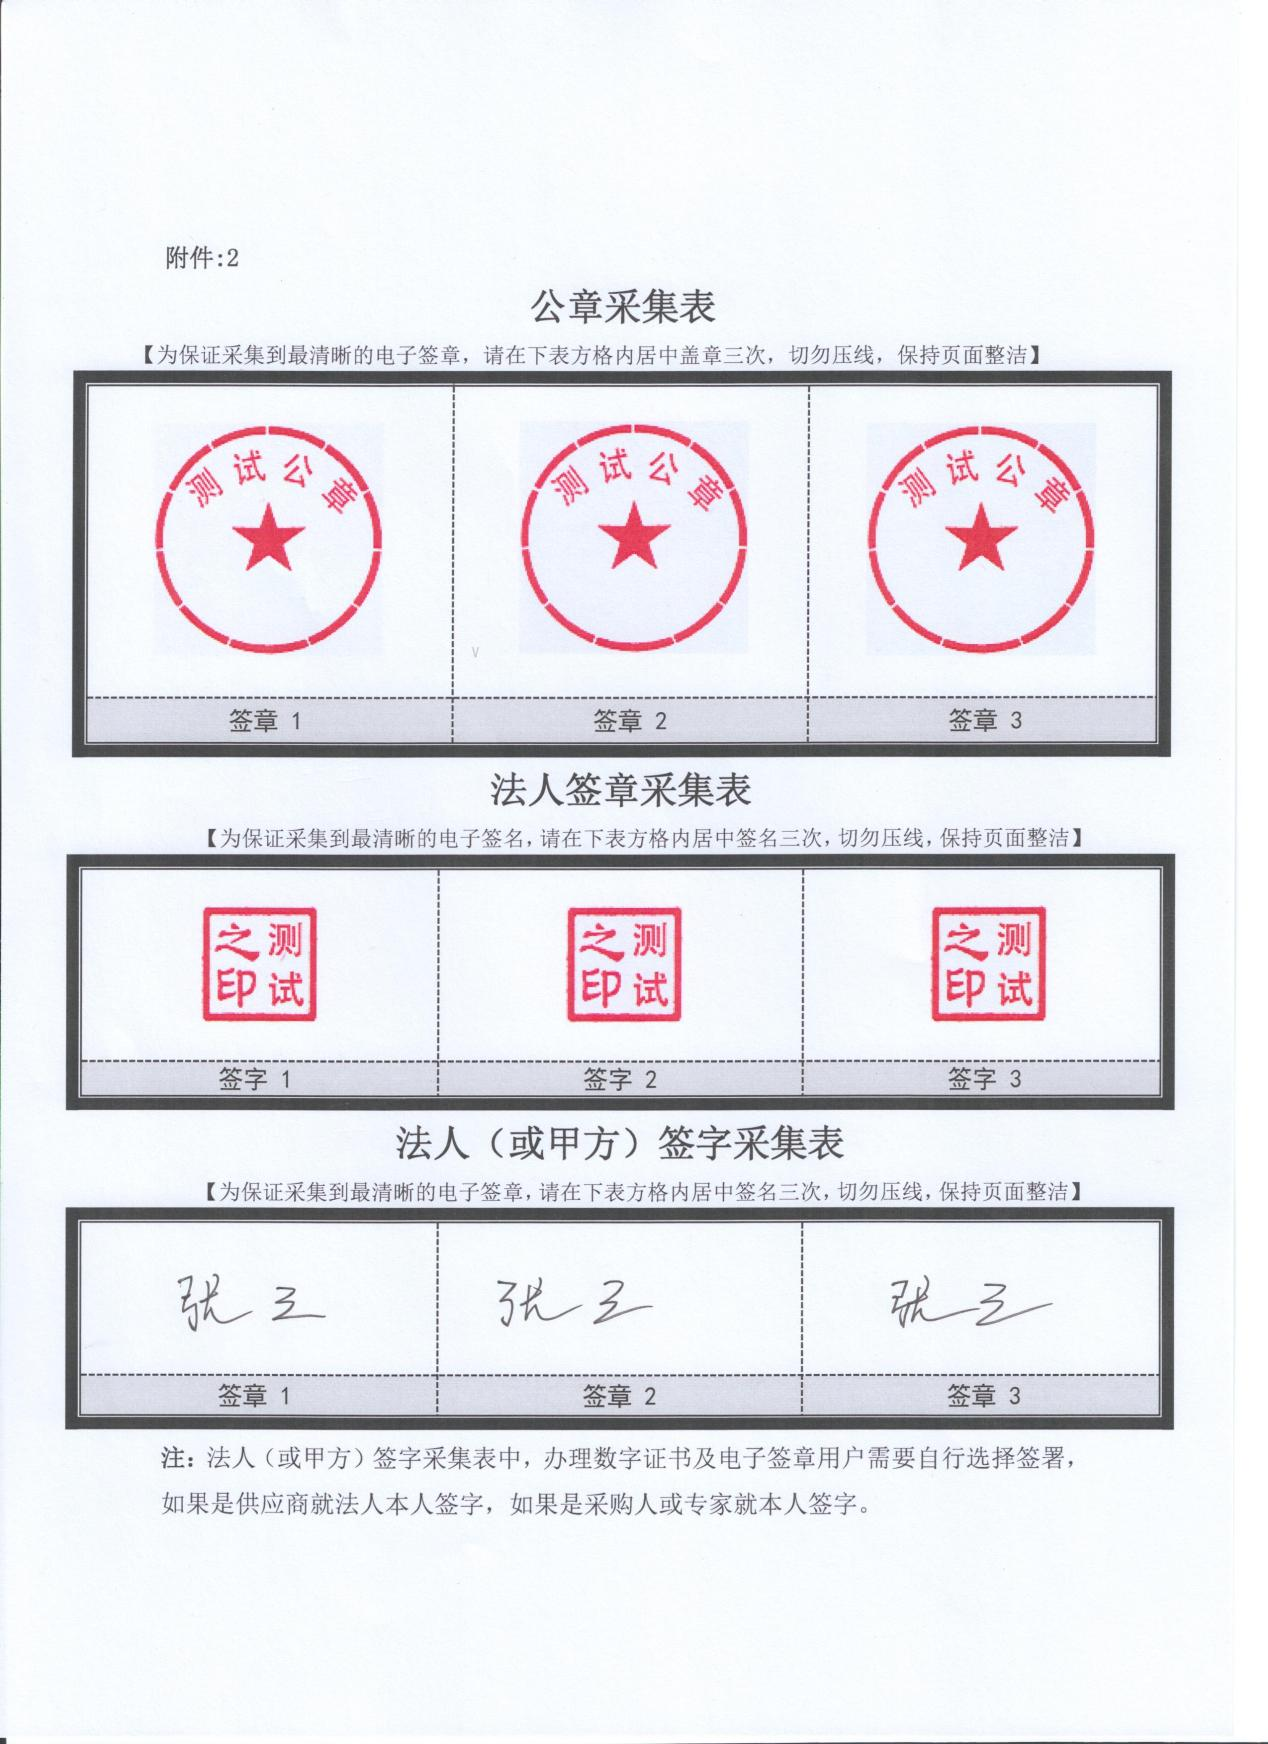 附件:2
公章采集表
【为保证采集到最清晰的电子签章，请在下表方格内居中盖章三次，切勿压线，保持页面整洁】
测试公章 测试公章 测试公章
v
签章 1 签章 2 签章 3
法人签章采集表
【为保证采集到最清晰的电子签名,请在下表方格内居中签名三次,切勿压线,保持页面整洁】
测试之印 测试之印 测试之印
签字 1 签字 2 签字 3
法人（或甲方）签字采集表
【为保证采集到最清晰的电子签章,请在下表方格内居中签名三次,切勿压线,保持页面整洁】
张三 张三 张三
签章 1 签章 2 签章 3
注：法人（或甲方）签字采集表中，办理数字证书及电子签章用户需要自行选择签署，
如果是供应商就法人本人签字，如果是采购人或专家就本人签字。